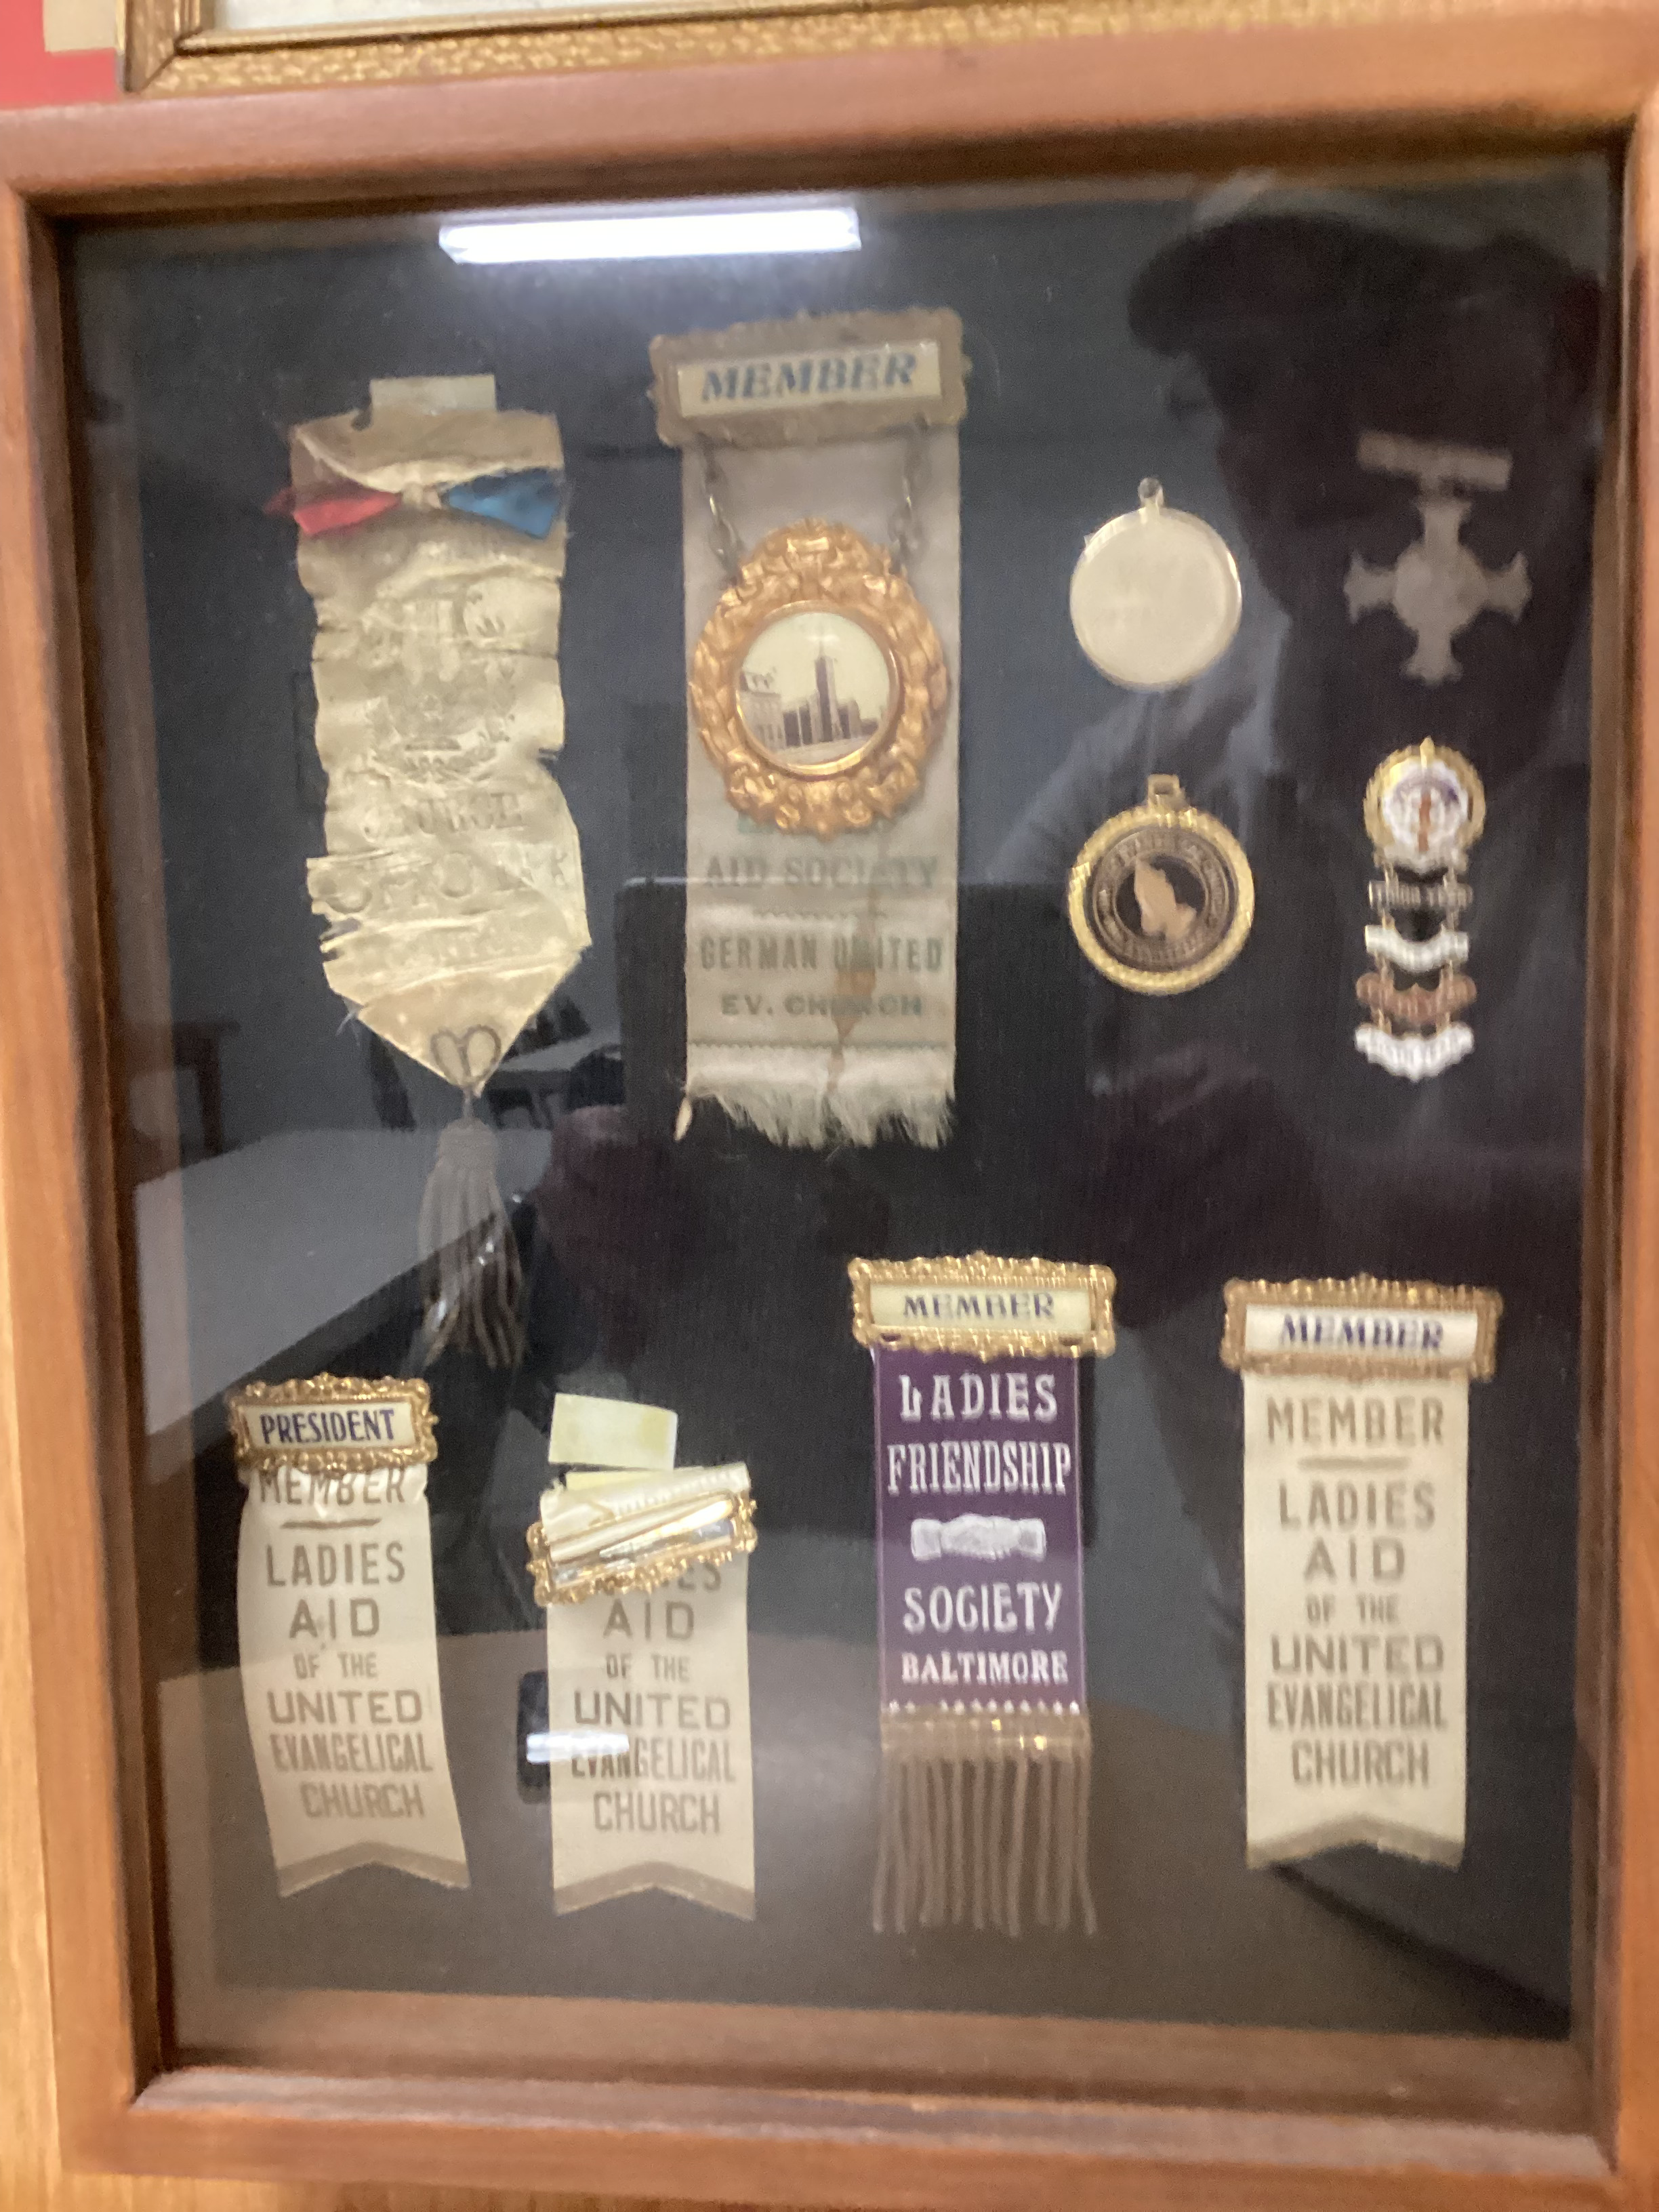 MEMBER
AID SOCIETY
GERMAN UNITED
EV. CHURCH
PRESIDENT
MEMBER
LADIES
AID
OF THE
UNITED
EVANGELICAL
CHURCH
AID
OF THE
UNITED
EVANGELICAL
CHURCH
MEMBER
LADIES
FRIENDSHIP
SOCIETY
BALTIMORE
MEMBER
MEMBER
LADIES
AID
OF THE
UNITED
EVANGELICAL
CHURCH